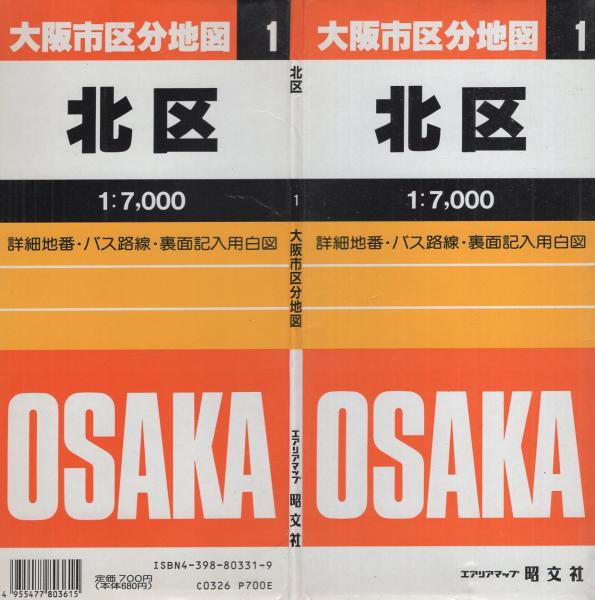 大阪市区分地図 1
北区
1:7,000
詳細地番・バス路線・裏面記入用白図
OSAKA
ISBN4-398-80331-9
定価700円
(本体680円)
C0326 P700E
4 955477 803615
北区
1
大阪市区分地図
エアリアマップ 昭文社
大阪市区分地図 1
北区
1:7,000
詳細地番・バス路線・裏面記入用白図
OSAKA
エアリアマップ 昭文社